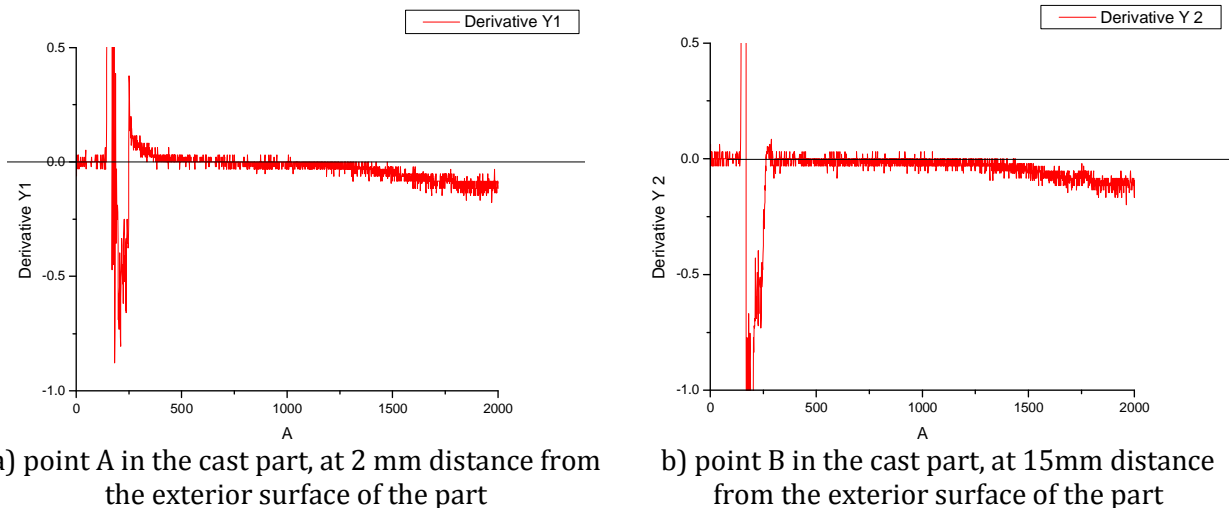 Derivative Y1
0.5
0.0
-0.5
-1.0
Derivative Y1
0
500
1000
1500
2000
A
a) point A in the cast part, at 2 mm distance from
the exterior surface of the part
Derivative Y 2
0.5
0.0
-0.5
-1.0
Derivative Y 2
0
500
1000
1500
2000
A
b) point B in the cast part, at 15mm distance
from the exterior surface of the part